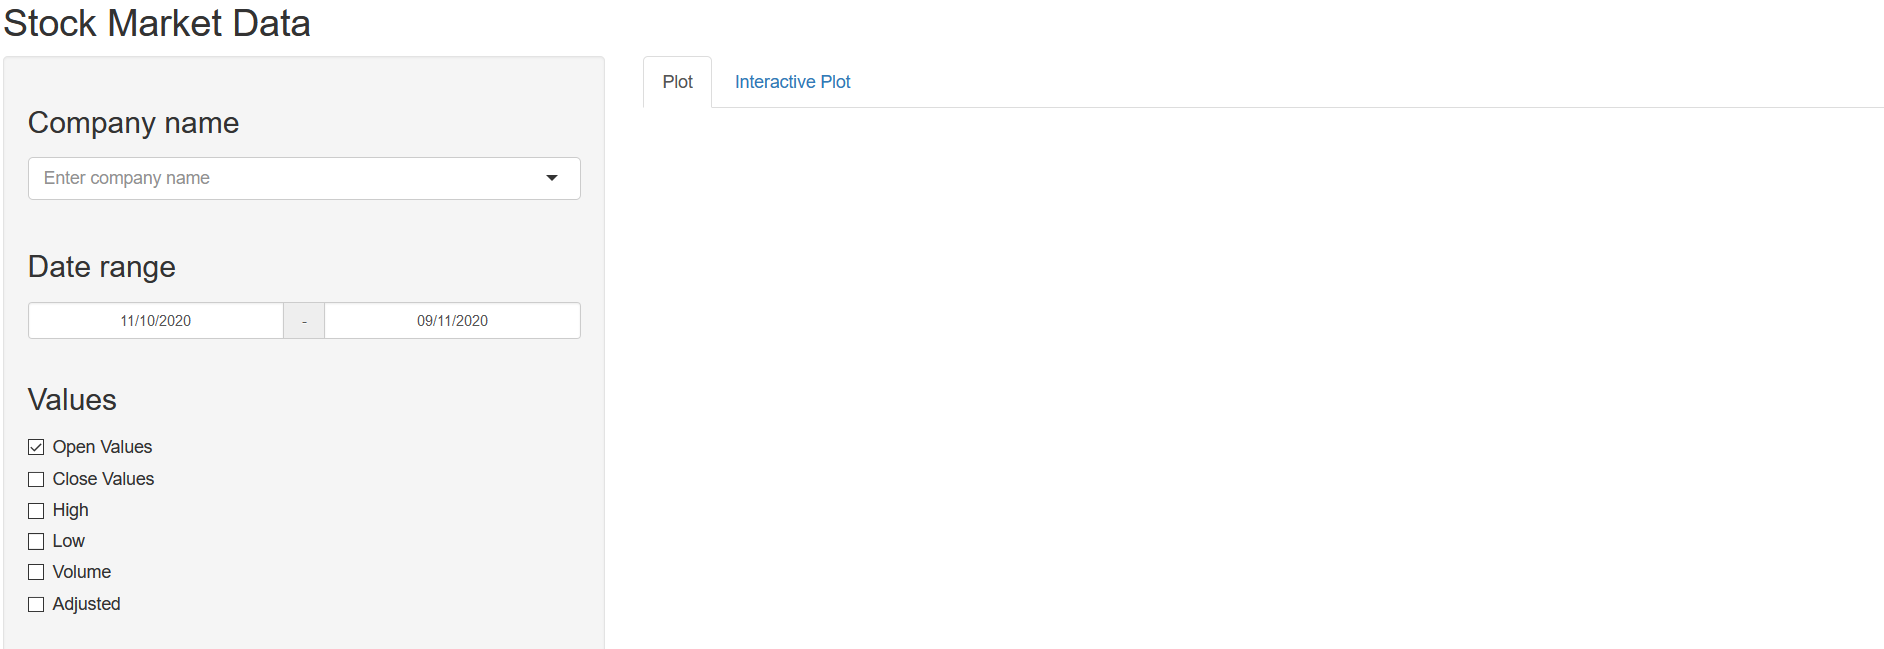 Stock Market Data
Plot
Interactive Plot
Company name
Enter company name
Date range
11/10/2020 - 09/11/2020
Values
Open Values
Close Values
High
Low
Volume
Adjusted